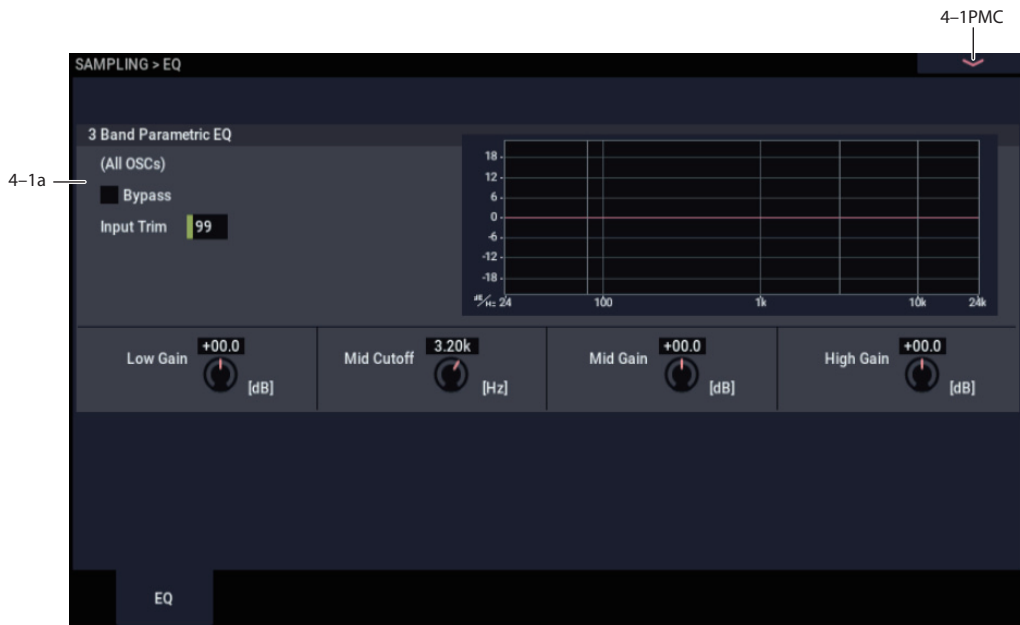 4–1PMC
SAMPLING > EQ
3 Band Parametric EQ
(All OSCs)
4–1a
Bypass
Input Trim 99
18
12
6
0
-6
-12
-18
dB/Hz 24 100 1k 10k 24k
Low Gain +00.0 [dB]
Mid Cutoff 3.20k [Hz]
Mid Gain +00.0 [dB]
High Gain +00.0 [dB]
EQ